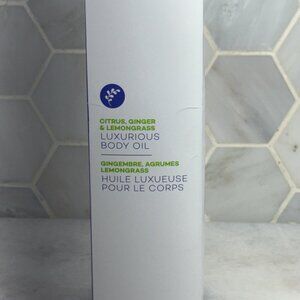 CITRUS, GINGER
& LEMONGRASS
LUXURIOUS
BODY OIL
GINGEMBRE, AGRUMES
LEMONGRASS
HUILE LUXUEUSE
POUR LE CORPS